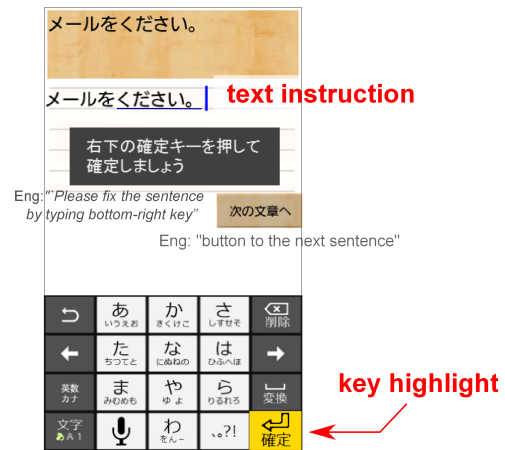 メールをください。
メールをください。
text instruction
右下の確定キーを押して
確定しましょう
Eng:"`Please fix the sentence
by typing bottom-right key”
次の文章へ
Eng: "button to the next sentence"
あ か さ 削除
いうえお きくけこ しすせそ
た な は
ちつてと にぬねの ひふへほ
英数 カナ ま や ら 変換
みむめも ゆ よ りるれろ
key highlight
文字 あA1 わ 、。?! 確定
をんー